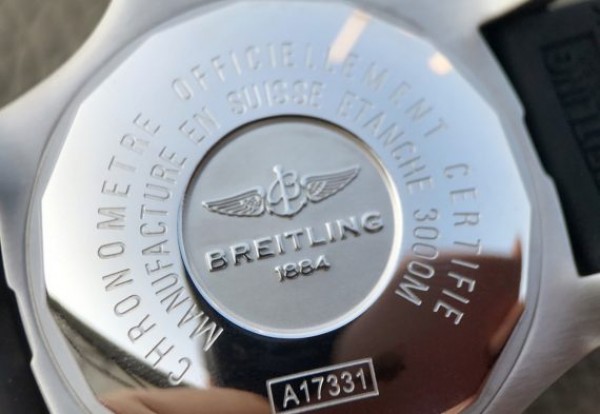 CHRONOMETRE OFFICIELLEMENT CERTIFIE
MANUFACTURE EN SUISSE ETANCHE 3000M
BREITLING
1884
A17331